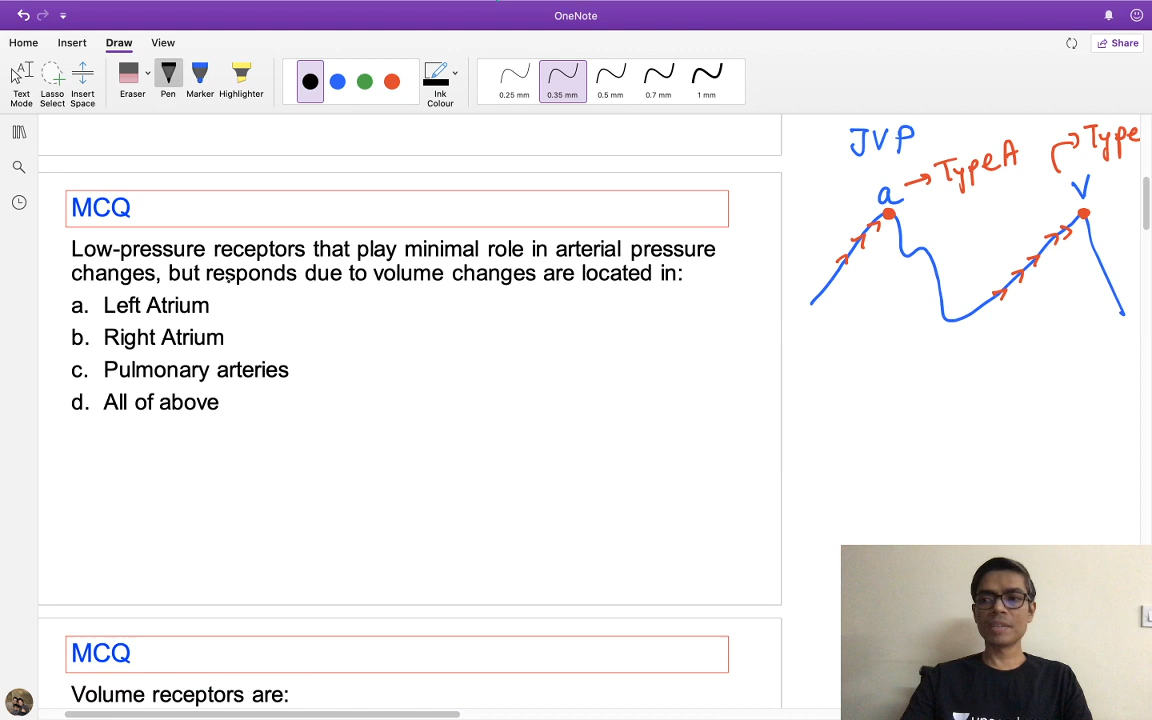 OneNote
Home Insert Draw View
Share
Text Mode
Lasso Select
Insert Space
Eraser
Pen
Marker
Highlighter
Ink Colour
0.25 mm
0.35 mm
0.5 mm
0.7 mm
1 mm
MCQ
Low-pressure receptors that play minimal role in arterial pressure
changes, but responds due to volume changes are located in:
a. Left Atrium
b. Right Atrium
c. Pulmonary arteries
d. All of above
MCQ
Volume receptors are:
JVP
a → Type A
V
Type